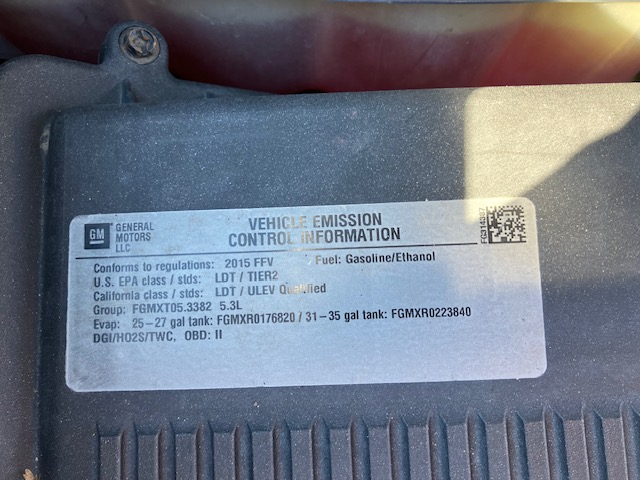 GM
GENERAL
MOTORS
LLC
VEHICLE EMISSION
CONTROL INFORMATION
Conforms to regulations: 2015 FFV Fuel: Gasoline/Ethanol
U.S. EPA class / stds: LDT / TIER2
California class / stds: LDT / ULEV Qualified
Group: FGMXT05.3382 5.3L
Evap: 25-27 gal tank: FGMXR0176820 / 31-35 gal tank: FGMXR0223840
DGI/HO2S/TWC, OBD: II